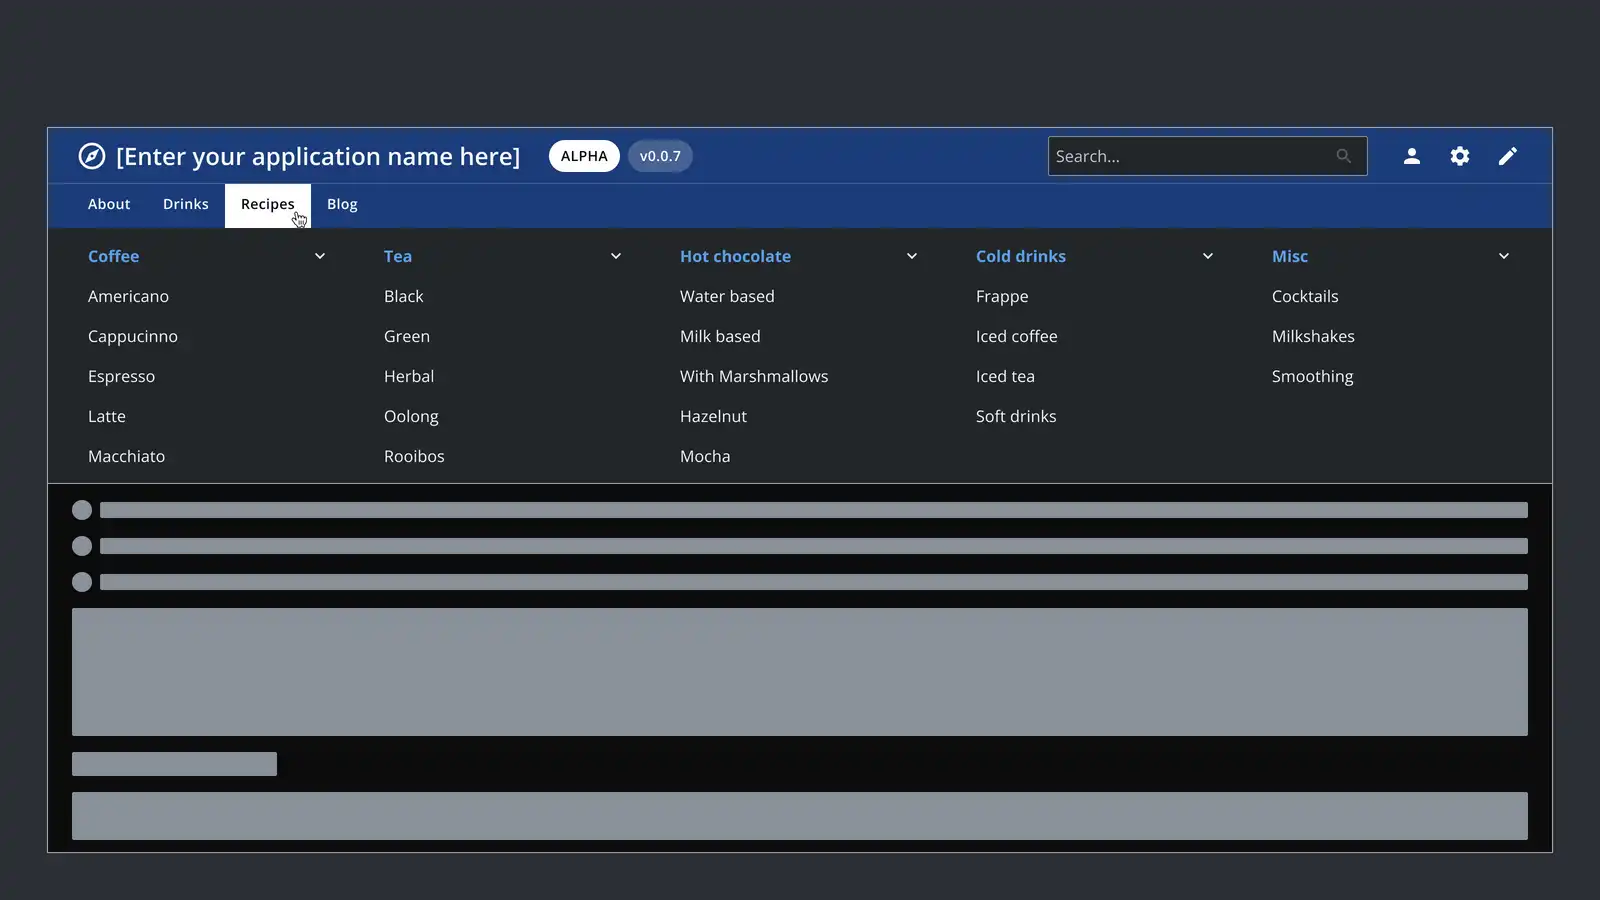 [Enter your application name here]
ALPHA
v0.0.7
Search...
About
Drinks
Recipes
Blog
Coffee
Americano
Cappucinno
Espresso
Latte
Macchiato
Tea
Black
Green
Herbal
Oolong
Rooibos
Hot chocolate
Water based
Milk based
With Marshmallows
Hazelnut
Mocha
Cold drinks
Frappe
Iced coffee
Iced tea
Soft drinks
Misc
Cocktails
Milkshakes
Smoothing